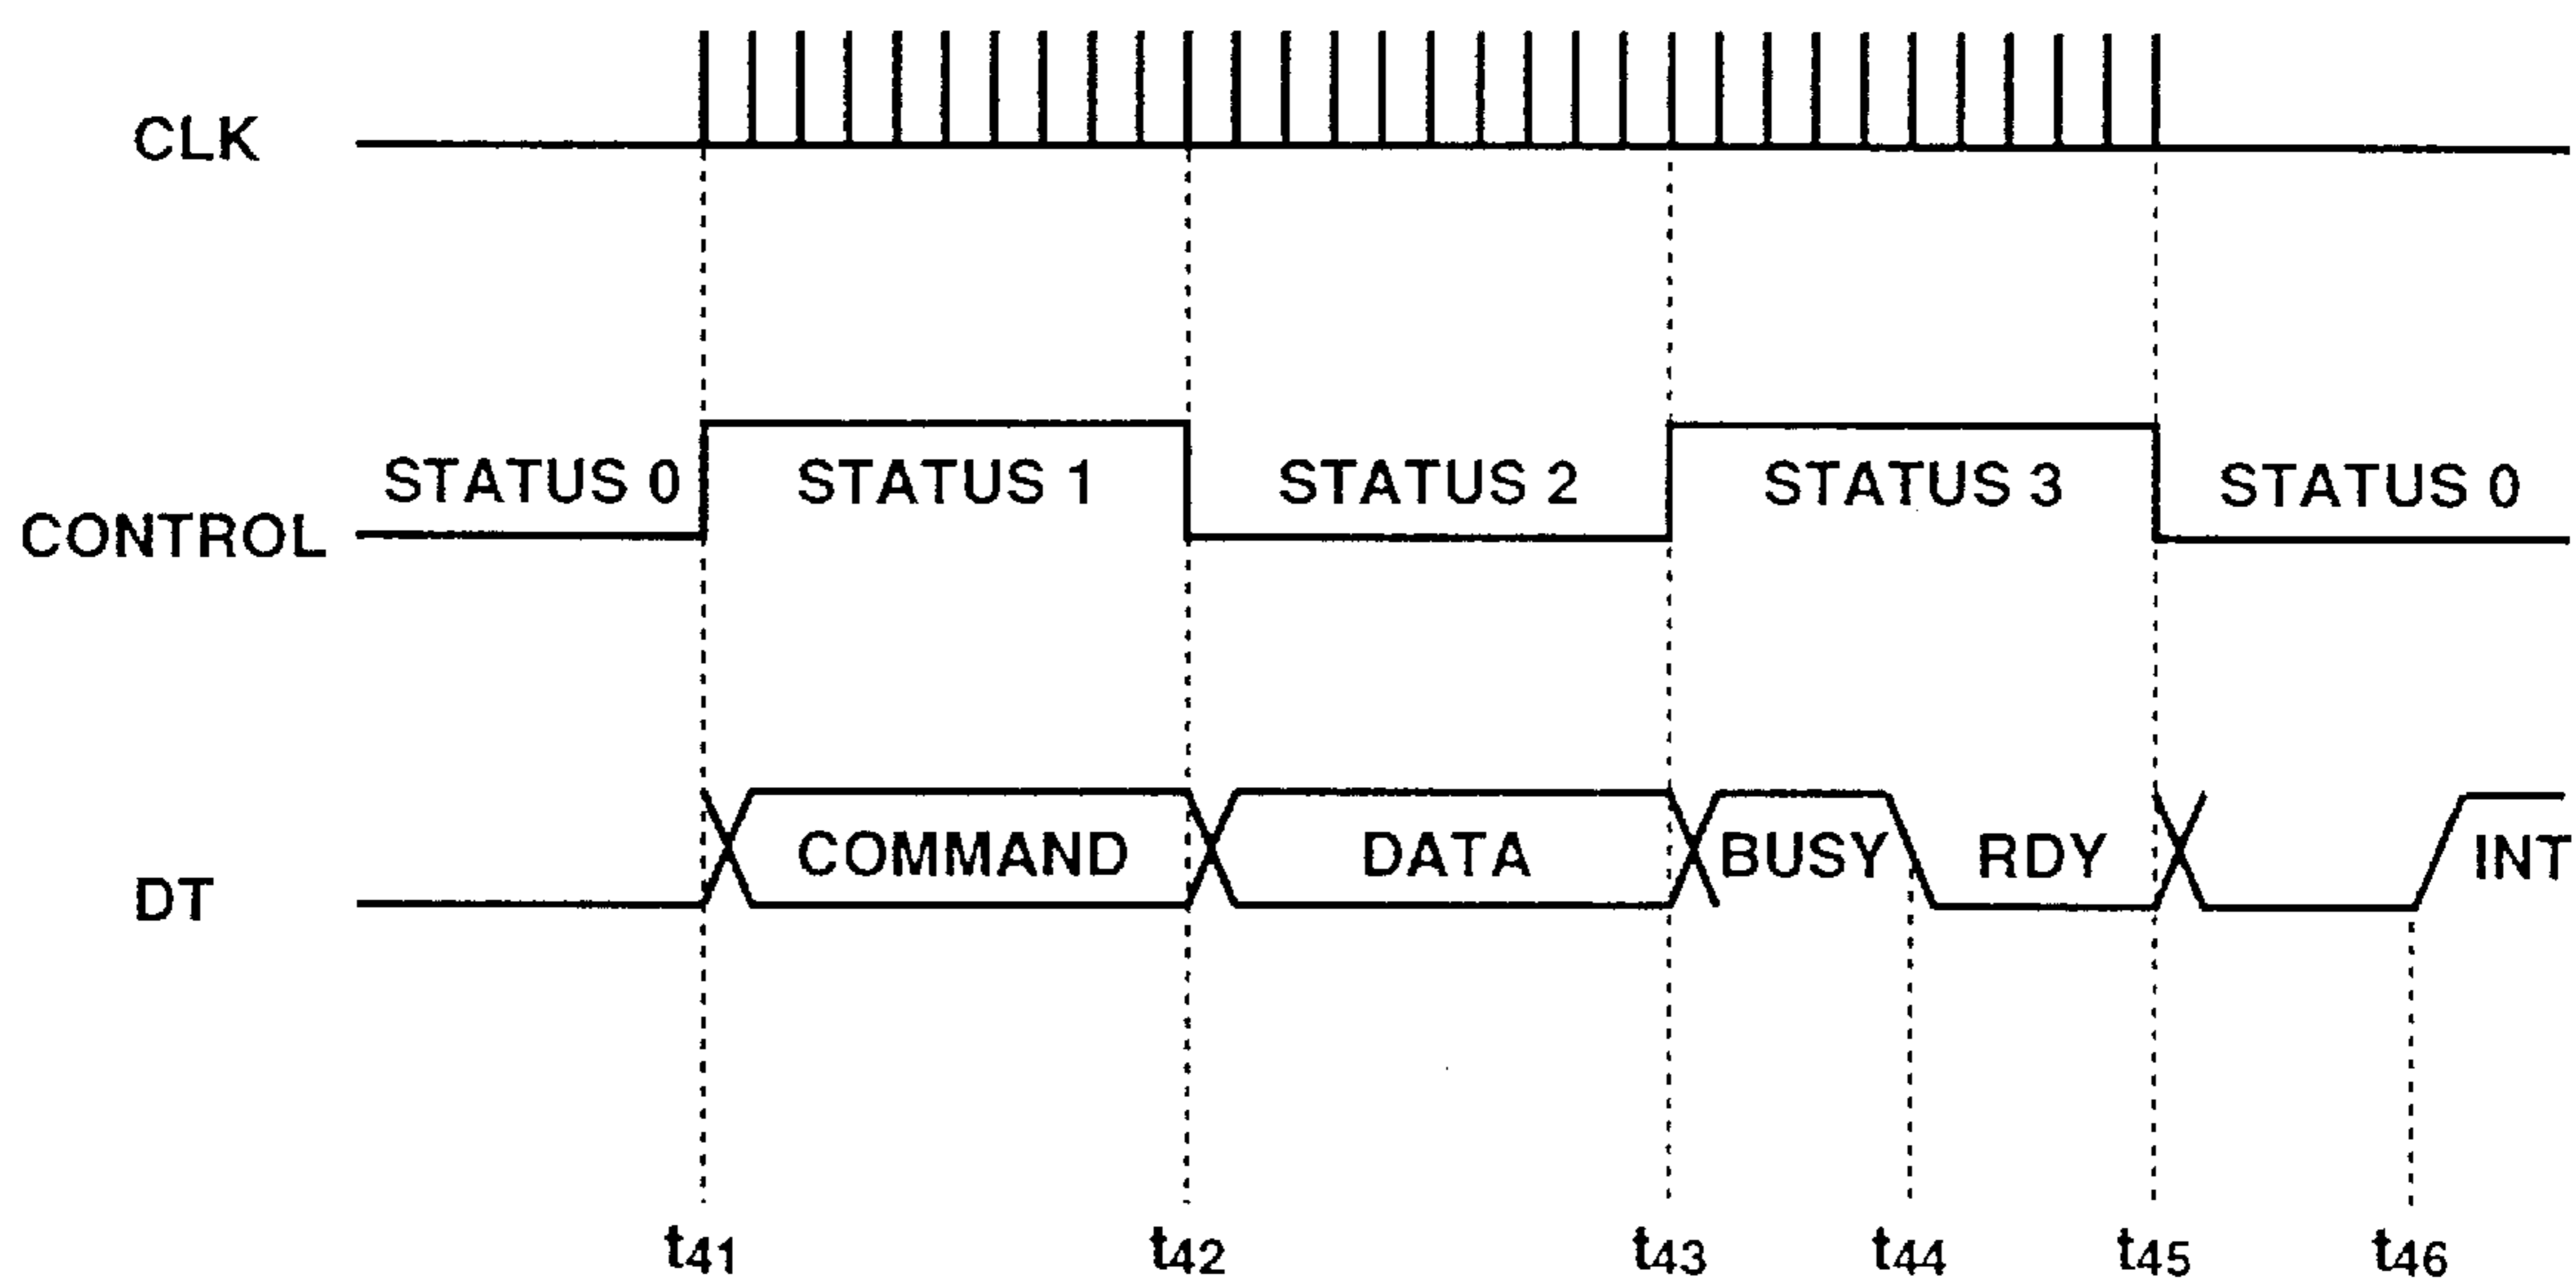 CLK
STATUS 0 STATUS 1 STATUS 2 STATUS 3 STATUS 0
CONTROL
COMMAND DATA BUSY RDY INT
DT
t41 t42 t43 t44 t45 t46